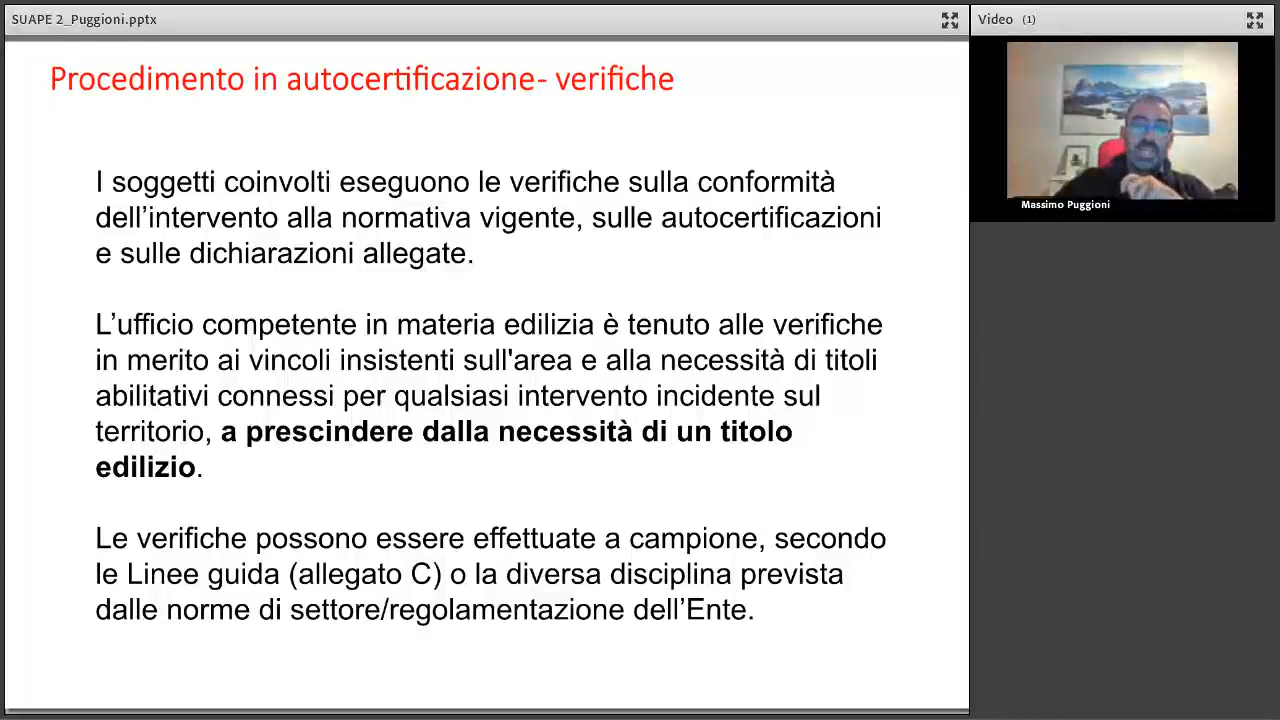 SUAPE 2_Puggioni.pptx
Video (1)
Procedimento in autocertificazione- verifiche
I soggetti coinvolti eseguono le verifiche sulla conformità
dell’intervento alla normativa vigente, sulle autocertificazioni
e sulle dichiarazioni allegate.
L’ufficio competente in materia edilizia è tenuto alle verifiche
in merito ai vincoli insistenti sull'area e alla necessità di titoli
abilitativi connessi per qualsiasi intervento incidente sul
territorio, a prescindere dalla necessità di un titolo
edilizio.
Le verifiche possono essere effettuate a campione, secondo
le Linee guida (allegato C) o la diversa disciplina prevista
dalle norme di settore/regolamentazione dell’Ente.
Massimo Puggioni